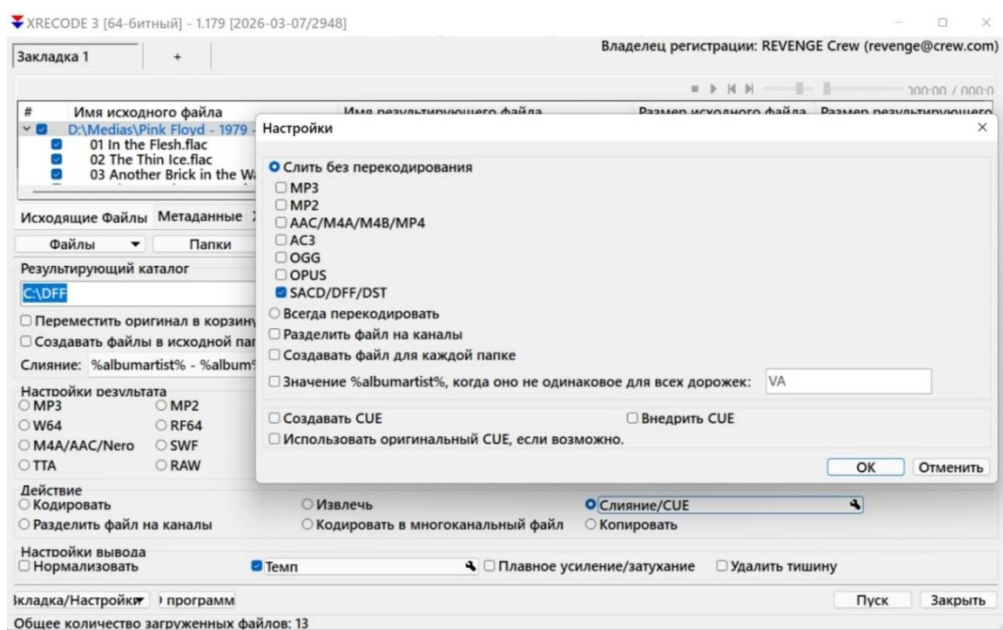 XRECODE 3 [64-битный] - 1.179 [2026-03-07/2948]
Владелец регистрации: REVENGE Crew (revenge@crew.com)
Закладка 1 +
# Имя исходного файла Имя результирующего файла Размер исходного файла Размер результирующего
D:\Medias\Pink Floyd - 1979 -
01 In the Flesh.flac
02 The Thin Ice.flac
03 Another Brick in the
Исходящие Файлы Метаданные
Файлы Папки
Результирующий каталог
C:\DFF
Переместить оригинал в корзину
Создавать файлы в исходной
Слияние: %albumartist% - %album%
Настройки результата
MP3 MP2
W64 RF64
M4A/AAC/Nero SWF
TTA RAW
Настройки
Слить без перекодирования
MP3
MP2
AAC/M4A/M4B/MP4
AC3
OGG
OPUS
SACD/DFF/DST
Всегда перекодировать
Разделить файл на каналы
Создавать файл для каждой папке
Значение %albumartist%, когда оно не одинаковое для всех дорожек: VA
Создавать CUE Внедрить CUE
Использовать оригинальный CUE, если возможно.
OK Отменить
Действие
Кодировать Извлечь Слияние/CUE
Разделить файл на каналы Кодировать в многоканальный файл Копировать
Настройки вывода
Нормализовать Темп Плавное усиление/затухание Удалить тишину
кладка/Настройки программ Пуск Закрыть
Общее количество загруженных файлов: 13